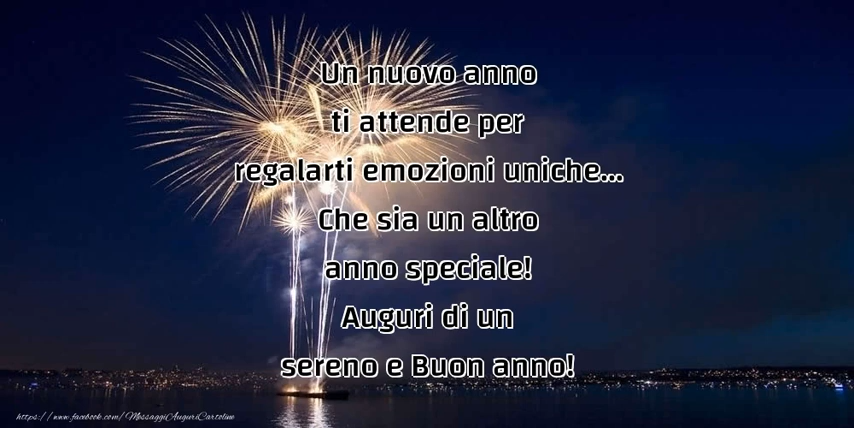 Un nuovo anno
ti attende per
regalarti emozioni uniche...
Che sia un altro
anno speciale!
Auguri di un
sereno e Buon anno!
https://www.facebook.com/MessaggiAuguriCartoline